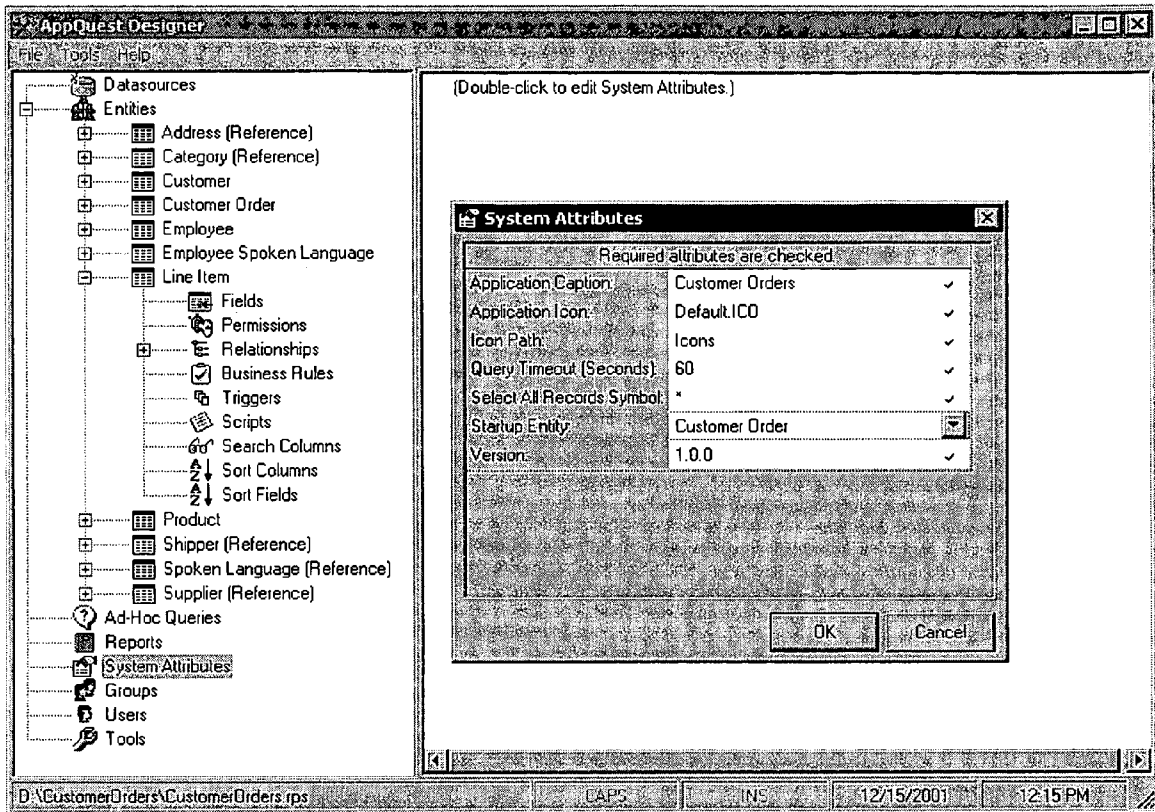 AppQuest Designer
File Tools Help
Datasources
Entities
Address (Reference)
Category (Reference)
Customer
Customer Order
Employee
Employee Spoken Language
Line Item
Fields
Permissions
Relationships
Business Rules
Triggers
Scripts
Search Columns
Sort Columns
Sort Fields
Product
Shipper (Reference)
Spoken Language (Reference)
Supplier (Reference)
Ad-Hoc Queries
Reports
System Attributes
Groups
Users
Tools
(Double-click to edit System Attributes.)
System Attributes
Required attributes are checked.
Application Caption: Customer Orders
Application Icon: Default.ICO
Icon Path: Icons
Query Timeout (Seconds): 60
Select All Records Symbol: *
Startup Entity: Customer Order
Version: 1.0.0
OK Cancel
D:\CustomerOrders\CustomerOrders.rps CAPS INS 12/15/2001 12:15 PM